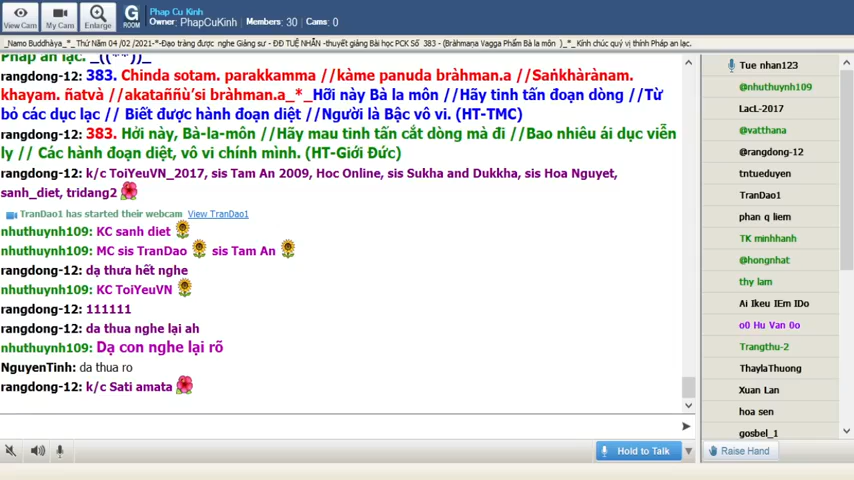 View Cam
My Cam
Enlarge
G
ROOM
Phap Cu Kinh
Owner: PhapCuKinh Members: 30 Cams: 0
_Namo Buddhàya_*_ Thứ Năm 04 /02 /2021-*-Đạo tràng được nghe Giảng sư - ĐĐ TUỆ NHÃN -thuyết giảng Bài học PCK Số 383 - (Bràhmaṇa Vagga Phẩm Bà la môn )_*_ Kính chúc quý vị thính Pháp an lạc.
Pháp an lạc. _((**))_
rangdong-12: 383. Chinda sotam. parakkamma //kàme panuda bràhman.a //Saṅkhàrànam.
khayam. ñatvà //akataññu'si bràhman.a_*_Hỡi này Bà la môn //Hãy tinh tấn đoạn dòng //Từ
bỏ các dục lạc // Biết được hành đoạn diệt //Người là Bậc vô vi. (HT-TMC)
rangdong-12: 383. Hới này, Bà-la-môn //Hãy mau tinh tấn cắt dòng mà đi //Bao nhiêu ái dục viễn
ly // Các hành đoạn diệt, vô vi chính mình. (HT-Giới Đức)
rangdong-12: k/c ToiYeuVN_2017, sis Tam An 2009, Hoc Online, sis Sukha and Dukkha, sis Hoa Nguyet,
sanh_diet, tridang2
TranDao1 has started their webcam View TranDao1
nhuthuynh109: KC sanh diet
nhuthuynh109: MC sis TranDao sis Tam An
rangdong-12: dạ thưa hết nghe
nhuthuynh109: KC ToiYeuVN
rangdong-12: 111111
rangdong-12: da thua nghe lại ah
nhuthuynh109: Dạ con nghe lại rõ
NguyenTinh: da thua ro
rangdong-12: k/c Sati amata
Hold to Talk
Raise Hand
Tue nhan123
@nhuthuynh109
LacL-2017
@vatthana
@rangdong-12
tntueduyen
TranDao1
phan q liem
TK minhhanh
@hongnhat
thy lam
Ai Ikeu IEm IDo
o0 Hu Van 0o
Trangthu-2
ThaylaThuong
Xuan Lan
hoa sen
gosbel_1